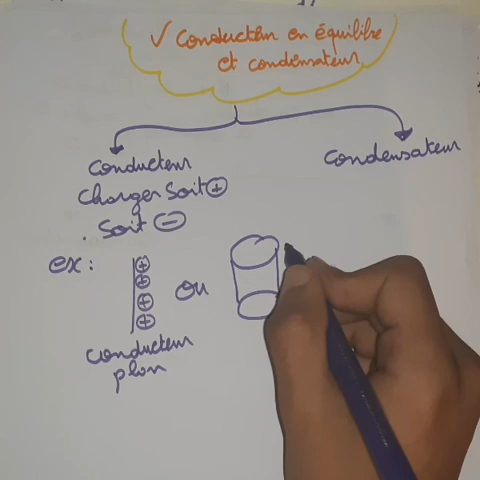 ✓ Conducteur en équilibre
et condensateur
conducteur
charger soit ⊕
. soit ⊖
condensateur
ex :
⊕
⊕
⊕
⊕
ou
conducteur
plan